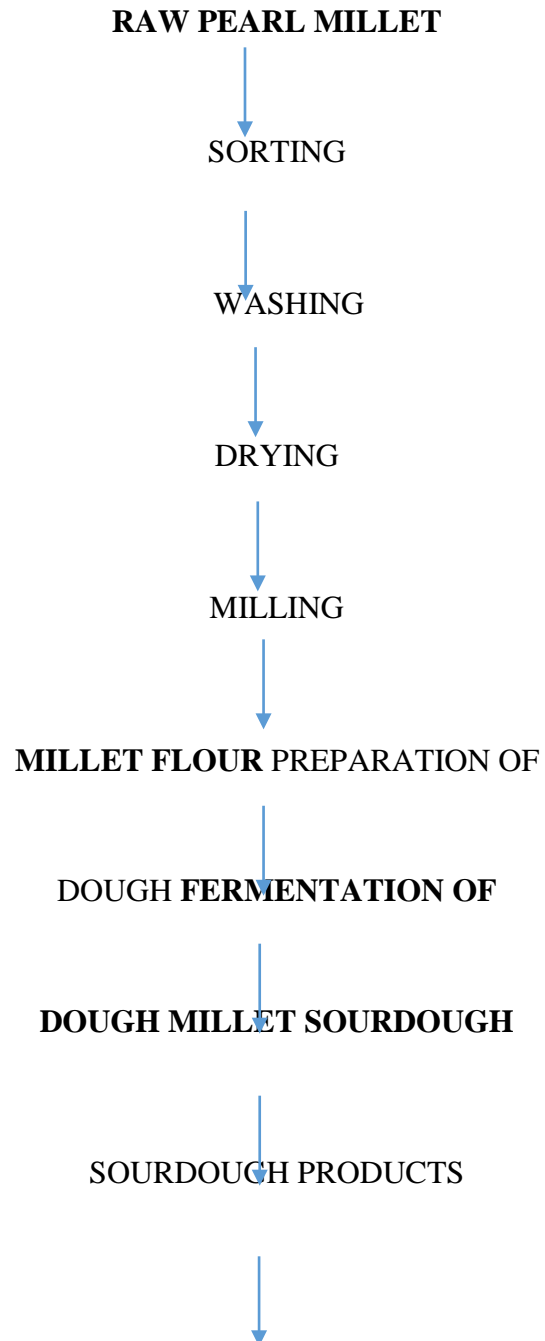 RAW PEARL MILLET
SORTING
WASHING
DRYING
MILLING
MILLET FLOUR PREPARATION OF
DOUGH FERMENTATION OF
DOUGH MILLET SOURDOUGH
SOURDOUGH PRODUCTS